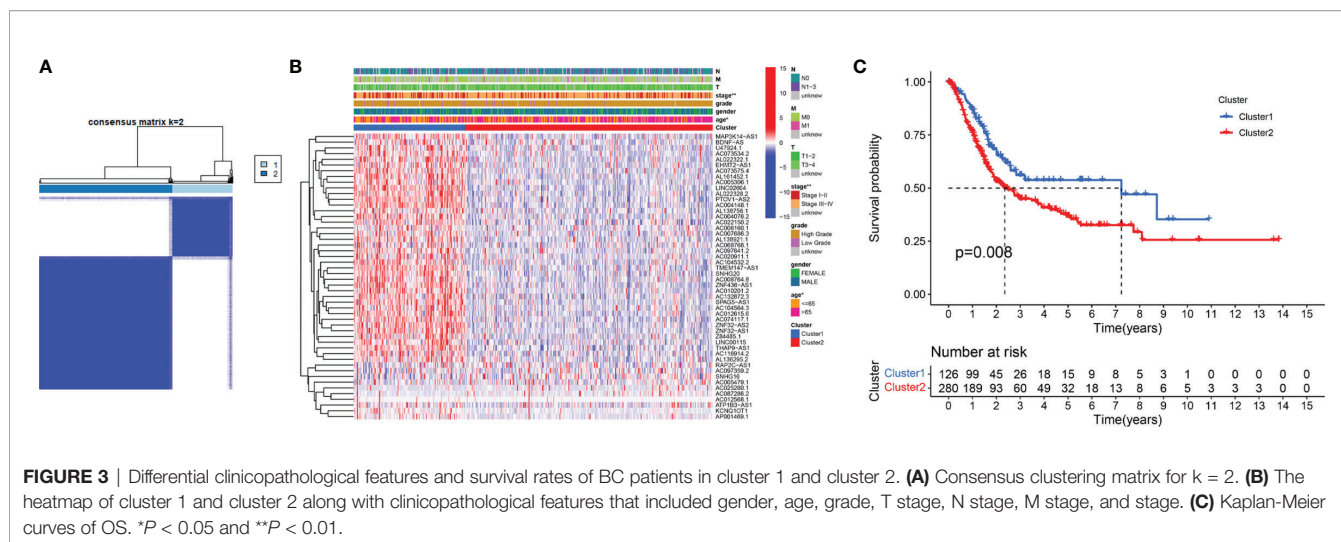 A
consensus matrix k=2
1
2
B
N
M
T
stage**
grade
gender
age*
Cluster
MAP3K14−AS1
BDNF−AS
U47924.1
AC073534.2
AL022322.1
EHMT2−AS1
AC073575.4
AL161452.1
AC005306.1
LINC02604
AL022328.2
PTOV1−AS2
AC004148.1
AL138756.1
AC004076.2
AC022150.2
AC006160.1
AC007686.3
AL138921.1
AC068768.1
AC097641.2
AC020911.1
AC104532.2
TMEM147−AS1
SNHG20
AC008764.8
ZNF436−AS1
AC010201.2
AC132872.3
SPAG5−AS1
AC104564.3
AC012615.6
AC074117.1
ZNF32−AS2
ZNF32−AS1
Z84485.1
LINC00115
THAP9−AS1
AC116914.2
AL136295.2
RAP2C−AS1
AC097359.2
SNHG16
AC005479.1
AC025280.1
AC087286.2
AC012568.1
ATP1B3−AS1
KCNQ1OT1
AP001469.1
15
10
5
0
−5
−10
−15
N
N0
N1−3
unknow
M
M0
M1
unknow
T
T1−2
T3−4
unknow
stage**
Stage I−II
Stage III−IV
unknow
grade
High Grade
Low Grade
unknow
gender
FEMALE
MALE
age*
<=65
>65
Cluster
Cluster1
Cluster2
C
Cluster
Cluster1
Cluster2
Survival probability
1.00
0.75
0.50
0.25
0.00
p=0.008
0 1 2 3 4 5 6 7 8 9 10 11 12 13 14 15
Time(years)
Number at risk
Cluster
Cluster1 126 99 45 26 18 15 9 8 5 3 1 0 0 0 0 0
Cluster2 280 189 93 60 49 32 18 13 8 6 5 3 3 3 0 0
0 1 2 3 4 5 6 7 8 9 10 11 12 13 14 15
Time(years)
FIGURE 3 | Differential clinicopathological features and survival rates of BC patients in cluster 1 and cluster 2. (A) Consensus clustering matrix for k = 2. (B) The
heatmap of cluster 1 and cluster 2 along with clinicopathological features that included gender, age, grade, T stage, N stage, M stage, and stage. (C) Kaplan-Meier
curves of OS. *P < 0.05 and **P < 0.01.